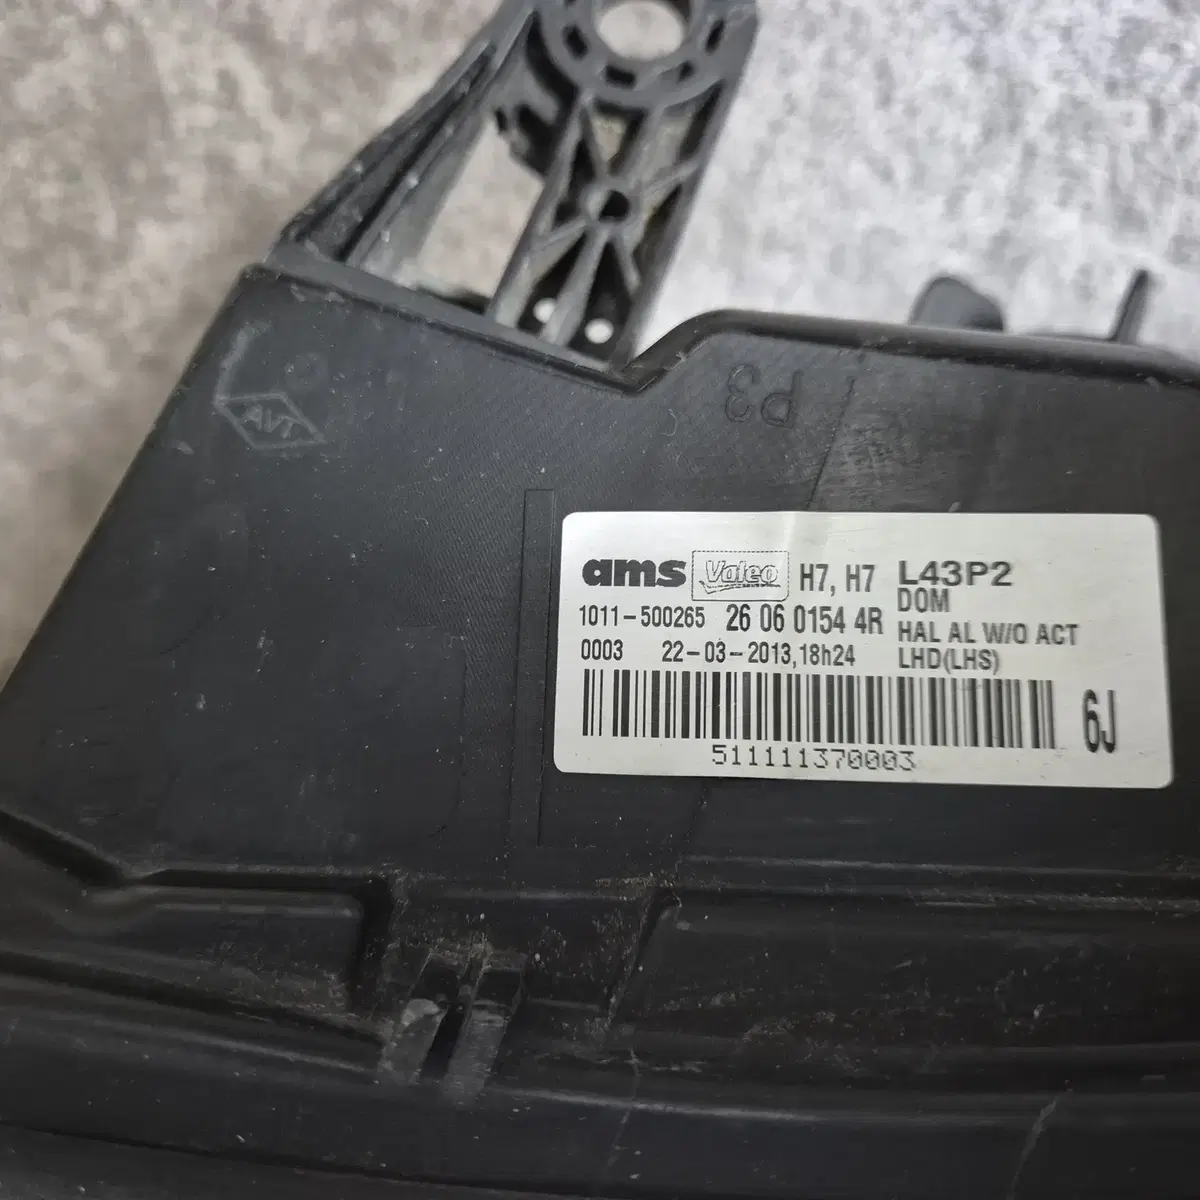 P3
AVT
ams Valeo H7, H7 L43P2
DOM
1011-500265 26 06 0154 4R HAL AL W/O ACT
0003 22-03-2013,18h24 LHD(LHS)
6J
511111370003